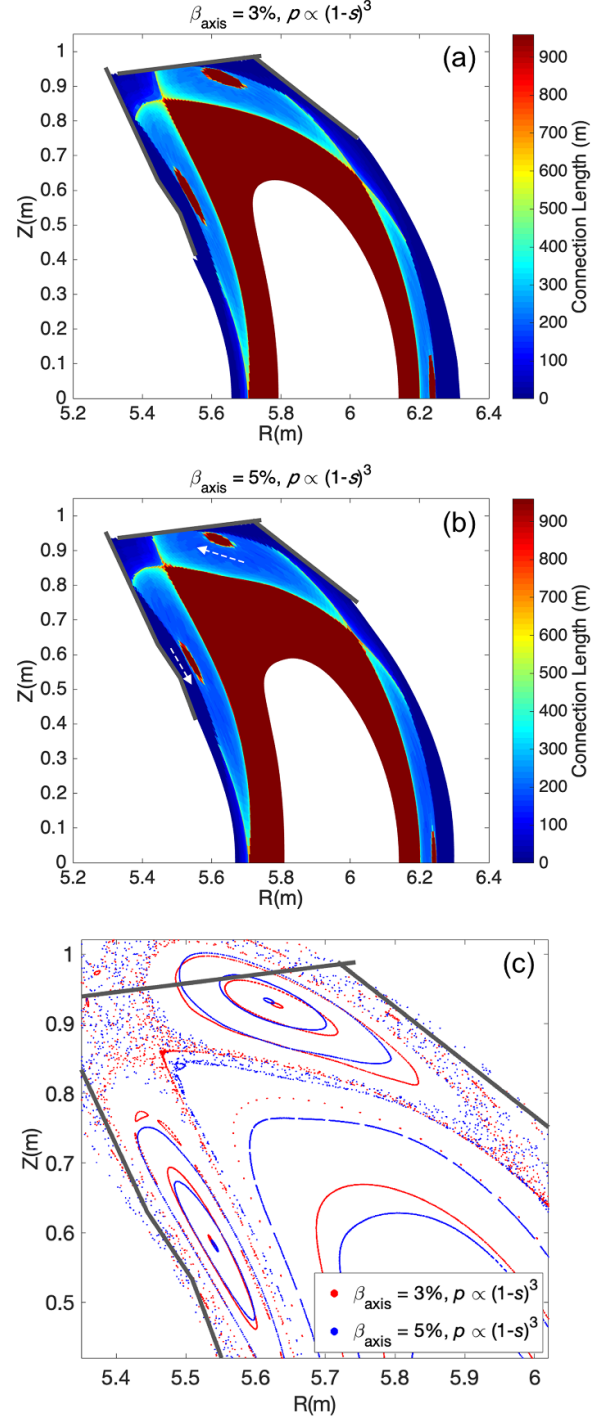 β_axis = 3%, p ∝ (1-s)^3
(a)
1
0.9
0.8
0.7
0.6
0.5
0.4
0.3
0.2
0.1
0
Z(m)
5.2 5.4 5.6 5.8 6 6.2 6.4
R(m)
900
800
700
600
500
400
300
200
100
0
Connection Length (m)
β_axis = 5%, p ∝ (1-s)^3
(b)
1
0.9
0.8
0.7
0.6
0.5
0.4
0.3
0.2
0.1
0
Z(m)
5.2 5.4 5.6 5.8 6 6.2 6.4
R(m)
900
800
700
600
500
400
300
200
100
0
Connection Length (m)
(c)
1
0.9
0.8
0.7
0.6
0.5
Z(m)
β_axis = 3%, p ∝ (1-s)^3
β_axis = 5%, p ∝ (1-s)^3
5.4 5.5 5.6 5.7 5.8 5.9 6
R(m)